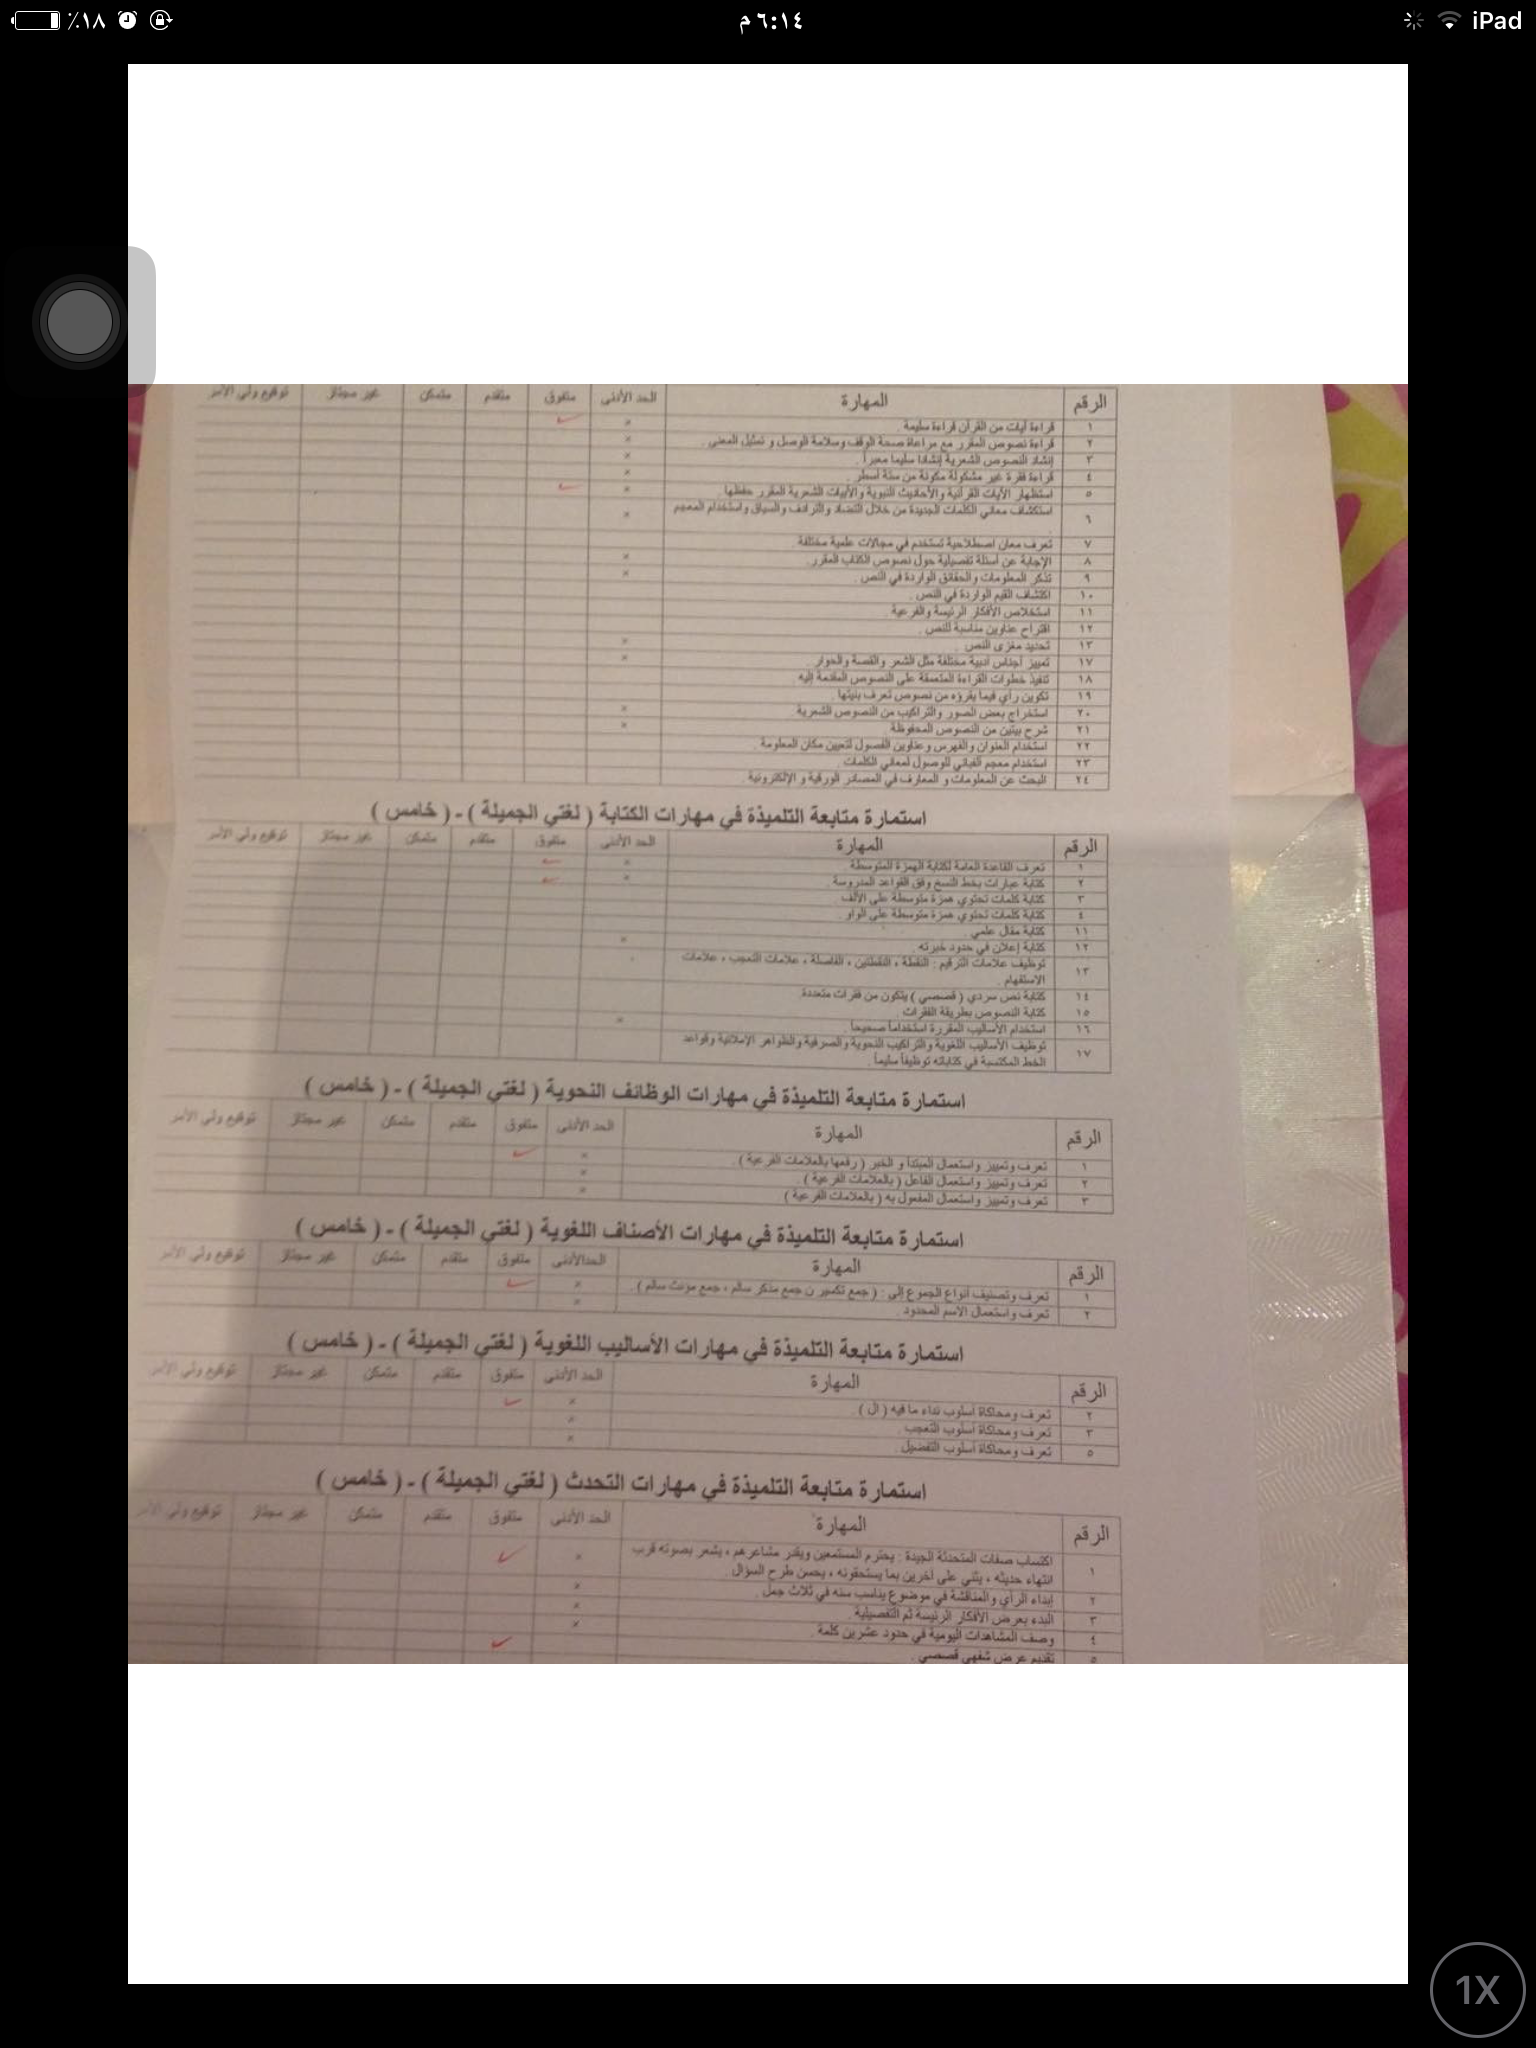 ٪١٨
٦:١٤ م
iPad
الرقم المهارة الحد الأدنى متفوق متقدم متمكن غير مجتاز توقيع ولي الأمر
١ قراءة آيات من القرآن قراءة سليمة . ×
٢ قراءة نصوص المقرر مع مراعاة صحة الوقف وسلامة الوصل و تمثيل المعنى . ×
٣ إنشاد النصوص الشعرية إنشادا سليما معبرا . ×
٤ قراءة فقرة غير مشكولة مكونة من ستة أسطر . ×
٥ استظهار الآيات القرآنية والأحاديث النبوية والأبيات الشعرية المقرر حفظها . ×
٦ استكشاف معاني الكلمات الجديدة من خلال التضاد والترادف والسياق واستخدام المعجم . ×
٧ تعرف معان اصطلاحية تستخدم في مجالات علمية مختلفة .
٨ الإجابة عن أسئلة تفصيلية حول نصوص الكتاب المقرر . ×
٩ تذكر المعلومات والحقائق الواردة في النص . ×
١٠ اكتشاف القيم الواردة في النص .
١١ استخلاص الأفكار الرئيسة والفرعية .
١٢ اقتراح عناوين مناسبة للنص .
١٣ تحديد مغزى النص . ×
١٧ تمييز أجناس أدبية مختلفة مثل الشعر والقصة والحوار . ×
١٨ تنفيذ خطوات القراءة المتعمقة على النصوص المقدمة إليه .
١٩ تكوين رأي فيما يقرؤه من نصوص تعرف بنيتها .
٢٠ استخراج بعض الصور والتراكيب من النصوص الشعرية . ×
٢١ شرح بيتين من النصوص المحفوظة . ×
٢٢ استخدام العنوان والفهرس وعناوين الفصول لتعيين مكان المعلومة .
٢٣ استخدام معجم الفبائي للوصول لمعاني الكلمات .
٢٤ البحث عن المعلومات و المعارف في المصادر الورقية و الإلكترونية .
استمارة متابعة التلميذة في مهارات الكتابة ( لغتي الجميلة ) - ( خامس )
الرقم المهارة الحد الأدنى متفوق متقدم متمكن غير مجتاز توقيع ولي الأمر
١ تعرف القاعدة العامة لكتابة الهمزة المتوسطة . ×
٢ كتابة عبارات بخط النسخ وفق القواعد المدروسة . ×
٣ كتابة كلمات تحتوي همزة متوسطة على الألف
٤ كتابة كلمات تحتوي همزة متوسطة على الواو .
١١ كتابة مقال علمي .
١٢ كتابة إعلان في حدود خبرته . ×
١٣ توظيف علامات الترقيم : النقطة ، النقطتين ، الفاصلة ، علامات التعجب ، علامات
الاستفهام .
١٤ كتابة نص سردي ( قصصي ) يتكون من فقرات متعددة
١٥ كتابة النصوص بطريقة الفقرات .
١٦ استخدام الأساليب المقررة استخداماً صحيحاً . ×
١٧ توظيف الأساليب اللغوية والتراكيب النحوية والصرفية والظواهر الإملائية وقواعد
الخط المكتسبة في كتاباته توظيفاً سليماً .
استمارة متابعة التلميذة في مهارات الوظائف النحوية ( لغتي الجميلة ) - ( خامس )
الرقم المهارة الحد الأدنى متفوق متقدم متمكن غير مجتاز توقيع ولي الأمر
١ تعرف وتمييز واستعمال المبتدأ و الخبر ( رفعها بالعلامات الفرعية ) . ×
٢ تعرف وتمييز واستعمال الفاعل ( بالعلامات الفرعية ) . ×
٣ تعرف وتمييز واستعمال المفعول به ( بالعلامات الفرعية ) ×
استمارة متابعة التلميذة في مهارات الأصناف اللغوية ( لغتي الجميلة ) - ( خامس )
الرقم المهارة الحدالأدنى متفوق متقدم متمكن غير مجتاز توقيع ولي الأمر
١ تعرف وتصنيف أنواع الجموع إلى : ( جمع تكسير ن جمع مذكر سالم ، جمع مؤنث سالم ) . ×
٢ تعرف واستعمال الاسم المحدود . ×
استمارة متابعة التلميذة في مهارات الأساليب اللغوية ( لغتي الجميلة ) - ( خامس )
الرقم المهارة الحد الأدنى متفوق متقدم متمكن غير مجتاز توقيع ولي الأمر
٢ تعرف ومحاكاة أسلوب نداء ما فيه ( ال ) . ×
٣ تعرف ومحاكاة أسلوب التعجب . ×
٥ تعرف ومحاكاة أسلوب التفضيل . ×
استمارة متابعة التلميذة في مهارات التحدث ( لغتي الجميلة ) - ( خامس )
الرقم المهارة الحد الأدنى متفوق متقدم متمكن غير مجتاز توقيع ولي الأمر
١ اكتساب صفات المتحدثة الجيدة : يحترم المستمعين ويقدر مشاعرهم ، يشعر بصوته قرب ×
انتهاء حديثه ، يثني على آخرين بما يستحقونه ، يحسن طرح السؤال .
٢ إبداء الرأي والمناقشة في موضوع يناسب سنه في ثلاث جمل . ×
٣ البدء بعرض الأفكار الرئيسة ثم التفصيلية . ×
٤ وصف المشاهدات اليومية في حدود عشرين كلمة . ×
٥ تقديم عرض شفهي قصصي .
1X